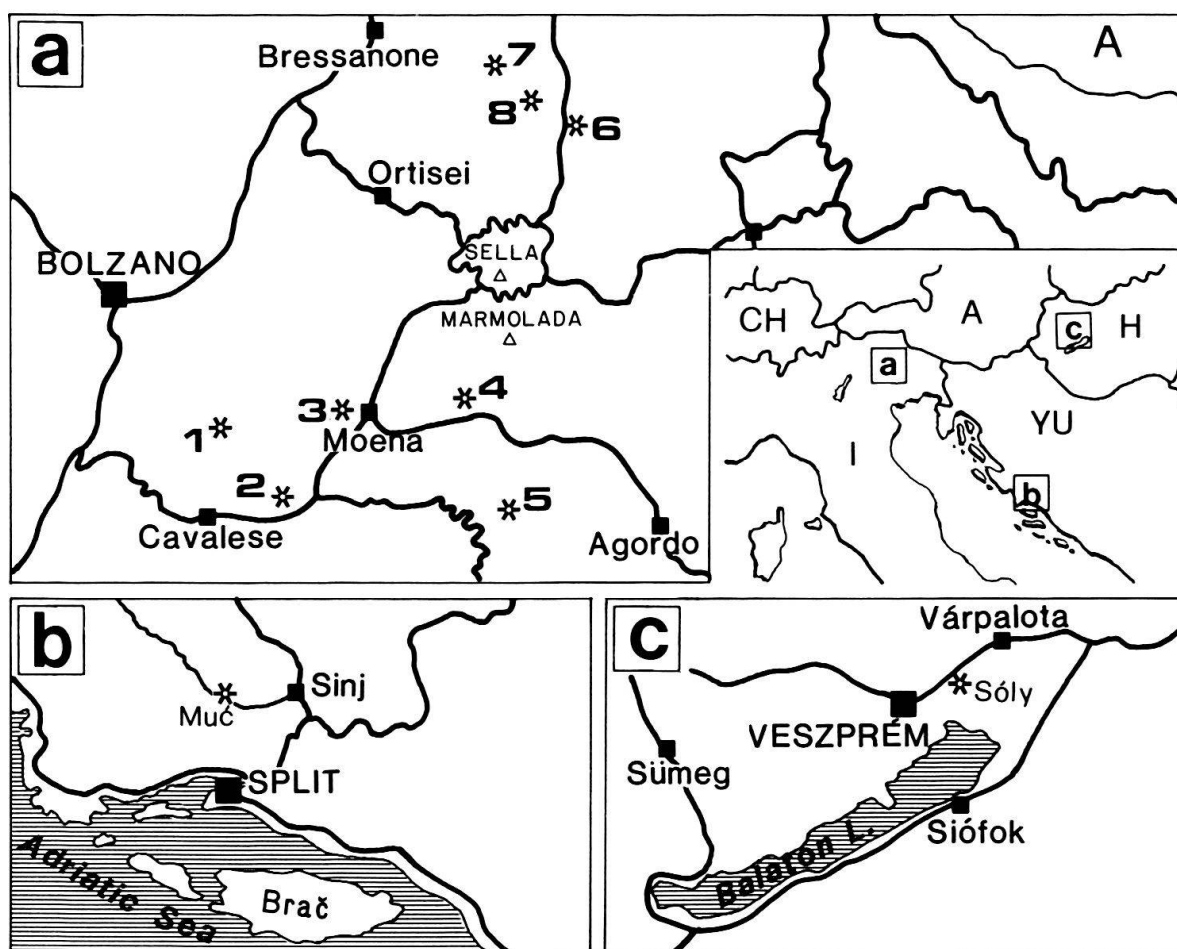 a
Bressanone
7
8
6
A
Ortisei
SELLA
BOLZANO
MARMOLADA
4
3
Moena
1
2
5
Cavalese
Agordo
CH
A
c
H
a
YU
I
b
b
Sinj
Muć
SPLIT
Adriatic Sea
Brač
c
Várpalota
Sóly
VESZPRÉM
Sümeg
Siófok
Balaton L.